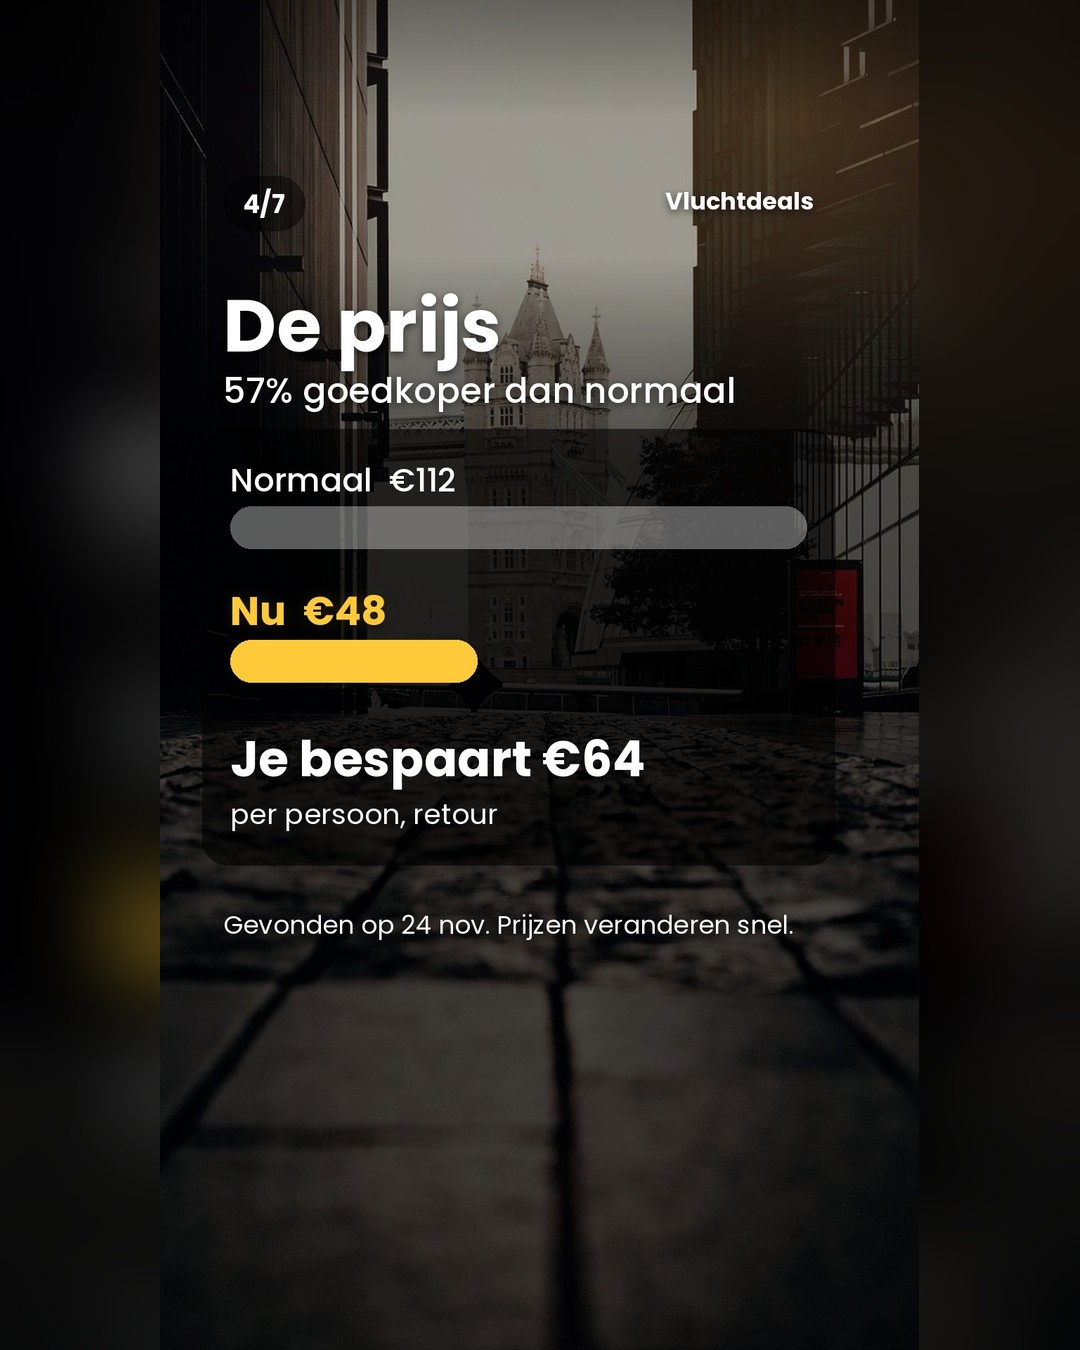 4/7
Vluchtdeals
De prijs
57% goedkoper dan normaal
Normaal €112
Nu €48
Je bespaart €64
per persoon, retour
Gevonden op 24 nov. Prijzen veranderen snel.